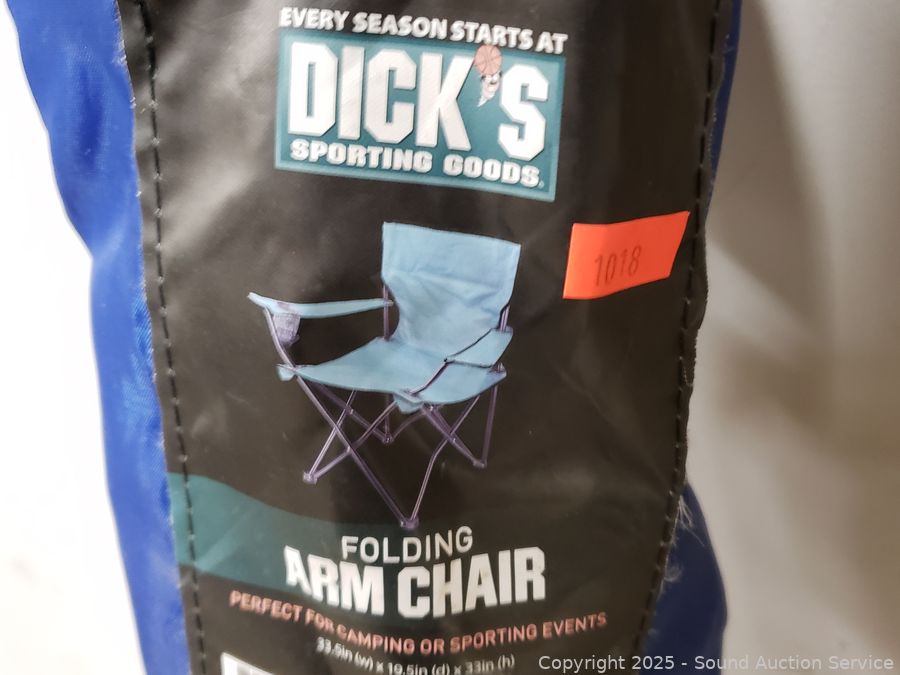 EVERY SEASON STARTS AT
DICK'S
SPORTING GOODS.
1018
FOLDING
ARM CHAIR
PERFECT FOR CAMPING OR SPORTING EVENTS
33.5in (w) x 19.5in (d) x 33in (h)
Copyright 2025 - Sound Auction Service